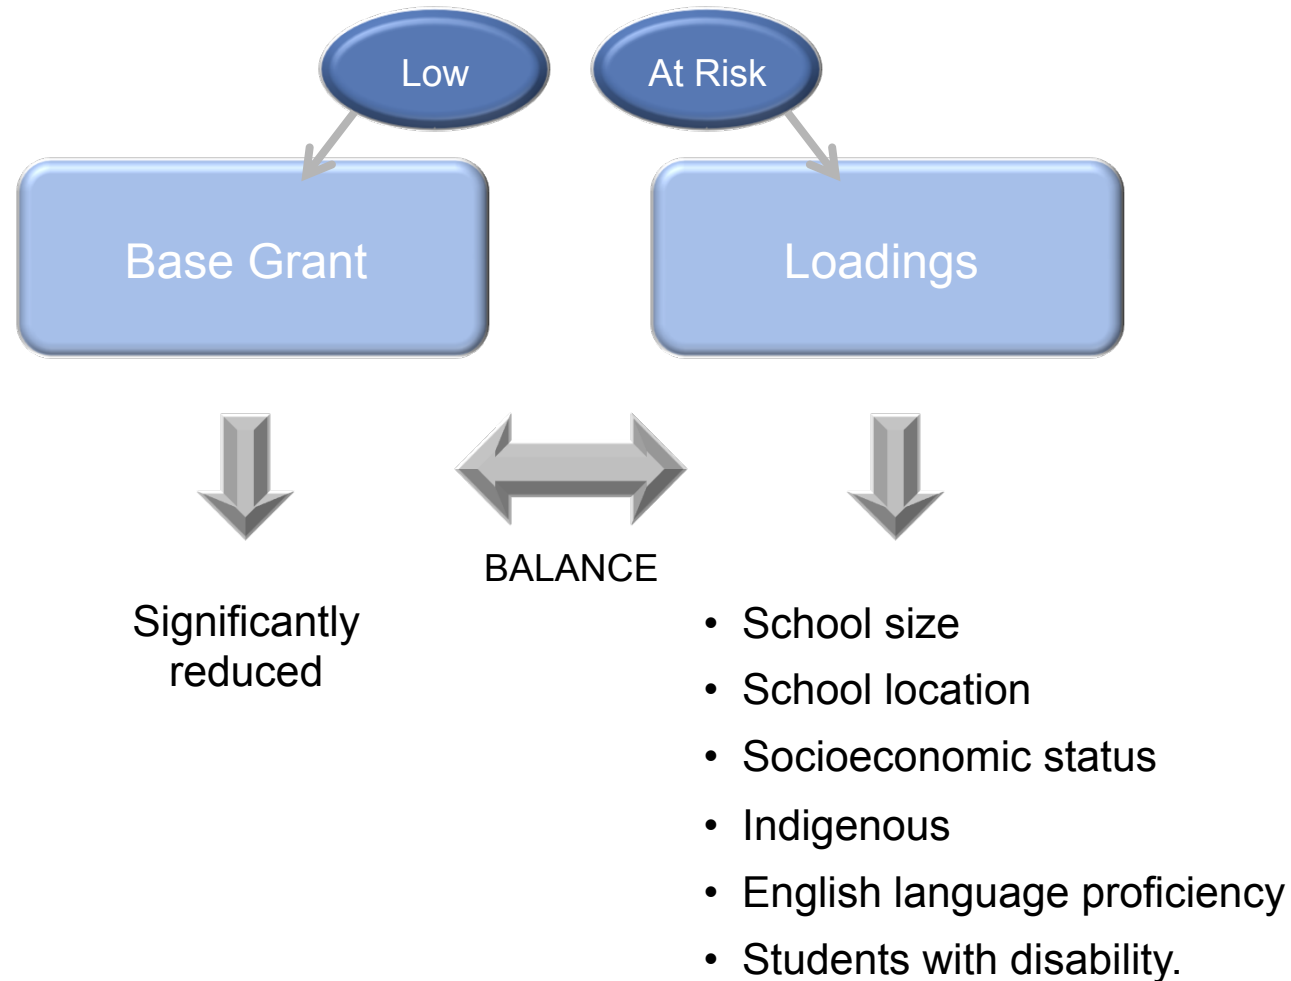 Low
At Risk
Base Grant
Loadings
BALANCE
Significantly
reduced
• School size
• School location
• Socioeconomic status
• Indigenous
• English language proficiency
• Students with disability.